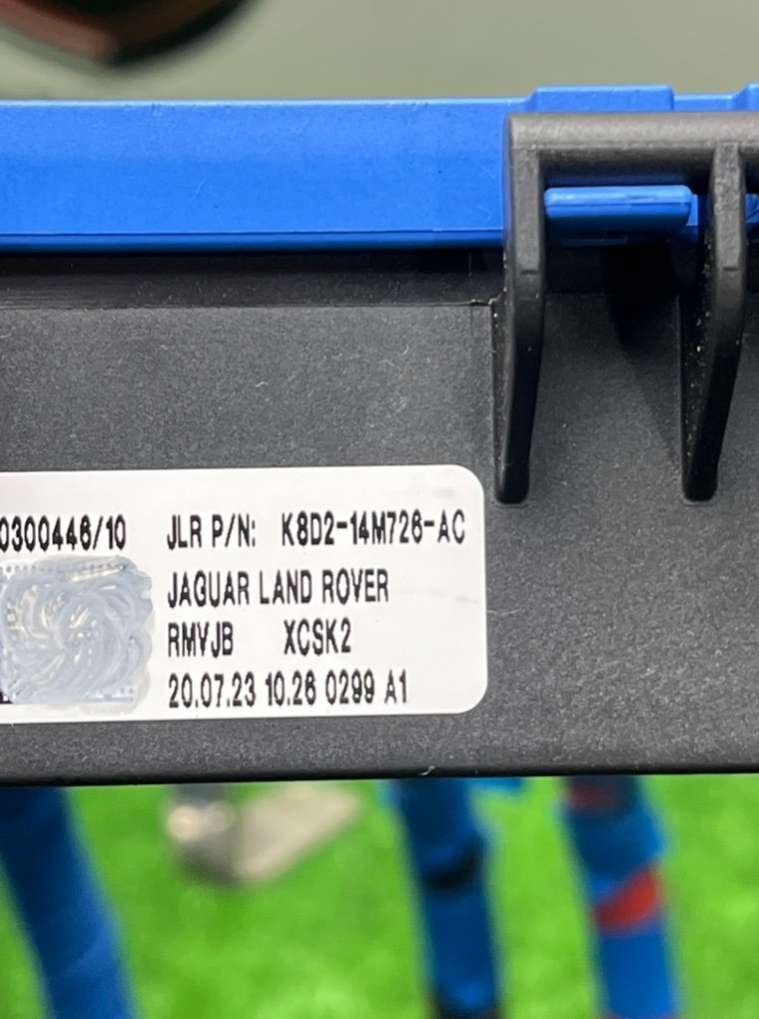 0300446/10 JLR P/N: K8D2-14M726-AC
JAGUAR LAND ROVER
RMVJB XCSK2
20.07.23 10.26 0299 A1